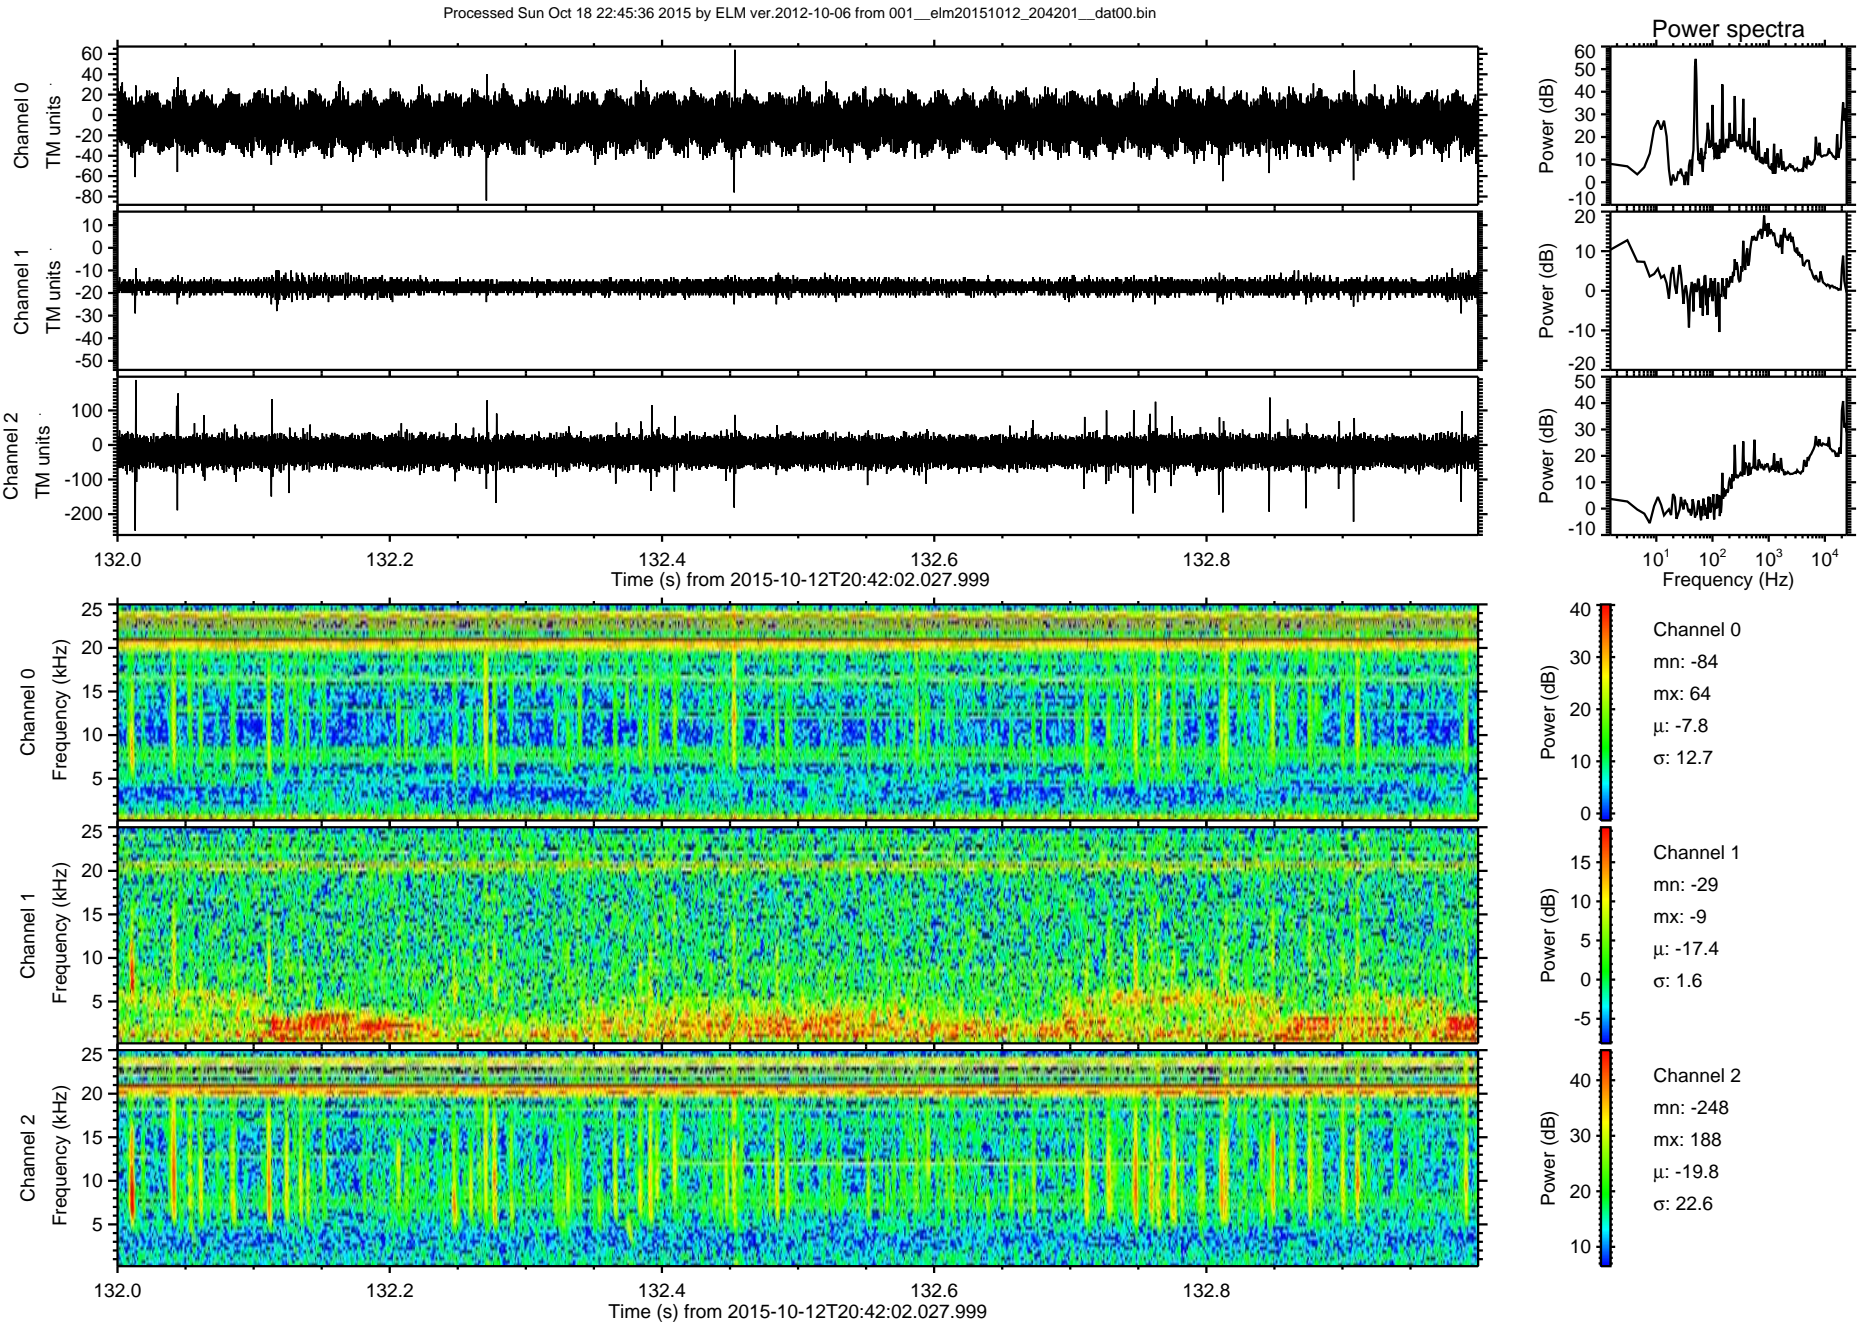 Processed Sun Oct 18 22:45:36 2015 by ELM ver.2012-10-06 from 001__elm20151012_204201__dat00.bin
Power spectra
Channel 0
TM units
60
40
20
0
-20
-40
-60
-80
Power (dB)
60
50
40
30
20
10
0
-10
Channel 1
TM units
10
0
-10
-20
-30
-40
-50
Power (dB)
20
10
0
-10
-20
Channel 2
TM units
100
0
-100
-200
Power (dB)
50
40
30
20
10
0
-10
132.0 132.2 132.4 132.6 132.8
Time (s) from 2015-10-12T20:42:02.027.999
10¹ 10² 10³ 10⁴
Frequency (Hz)
Channel 0
Frequency (kHz)
25
20
15
10
5
Power (dB)
40
30
20
10
0
Channel 0
mn: -84
mx: 64
µ: -7.8
σ: 12.7
Channel 1
Frequency (kHz)
25
20
15
10
5
Power (dB)
15
10
5
0
-5
Channel 1
mn: -29
mx: -9
µ: -17.4
σ: 1.6
Channel 2
Frequency (kHz)
25
20
15
10
5
Power (dB)
40
30
20
10
Channel 2
mn: -248
mx: 188
µ: -19.8
σ: 22.6
132.0 132.2 132.4 132.6 132.8
Time (s) from 2015-10-12T20:42:02.027.999